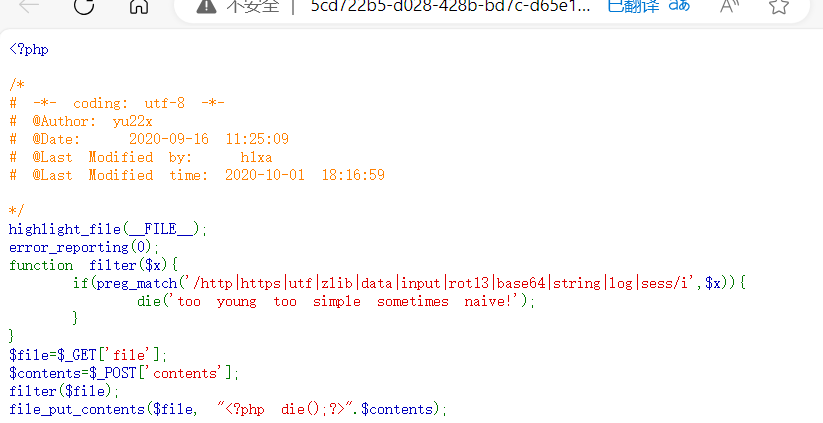 不安全 5cd722b5-d028-428b-bd7c-d65e1... 已翻译 aあ A
<?php
/*
# -*- coding: utf-8 -*-
# @Author: yu22x
# @Date: 2020-09-16 11:25:09
# @Last Modified by: h1xa
# @Last Modified time: 2020-10-01 18:16:59
*/
highlight_file(__FILE__);
error_reporting(0);
function filter($x){
if(preg_match('/http|https|utf|zlib|data|input|rot13|base64|string|log|sess/i',$x)){
die('too young too simple sometimes naive!');
}
}
$file=$_GET['file'];
$contents=$_POST['contents'];
filter($file);
file_put_contents($file, "<?php die();?>".$contents);